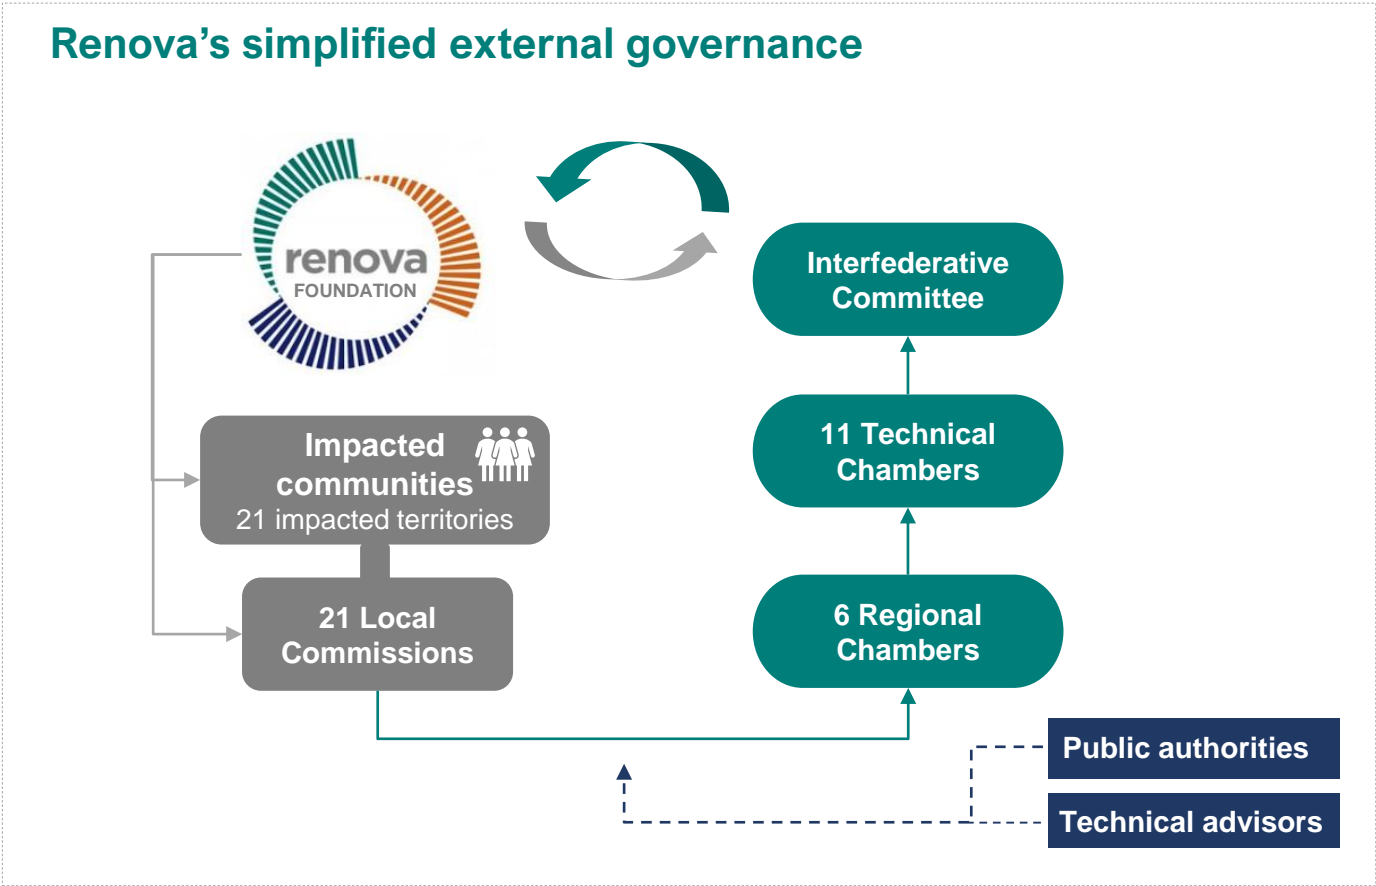 Renova’s simplified external governance
renova
FOUNDATION
Interfederative
Committee
Impacted
communities
21 impacted territories
11 Technical
Chambers
21 Local
Commissions
6 Regional
Chambers
Public authorities
Technical advisors